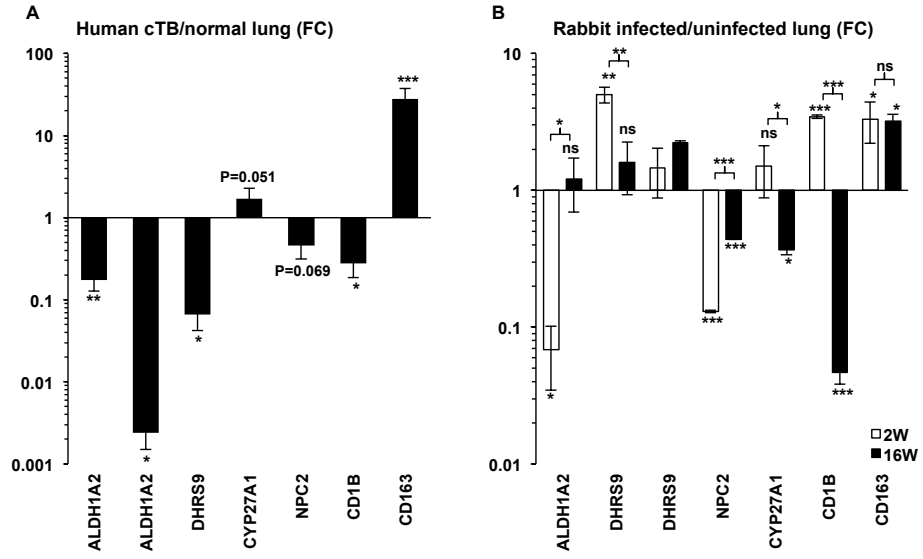 A
Human cTB/normal lung (FC)
100
10
1
0.1
0.01
0.001
**
*
*
P=0.051
P=0.069
*
***
ALDH1A2
ALDH1A2
DHRS9
CYP27A1
NPC2
CD1B
CD163
B
Rabbit infected/uninfected lung (FC)
10
1
0.1
0.01
*
ns
*
**
**
ns
***
***
***
*
ns
*
***
***
***
ns
*
*
2W
16W
ALDH1A2
DHRS9
DHRS9
NPC2
CYP27A1
CD1B
CD163